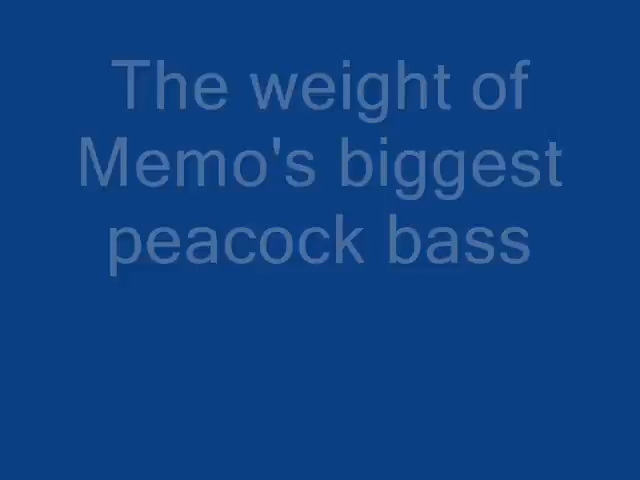 The weight of
Memo's biggest
peacock bass